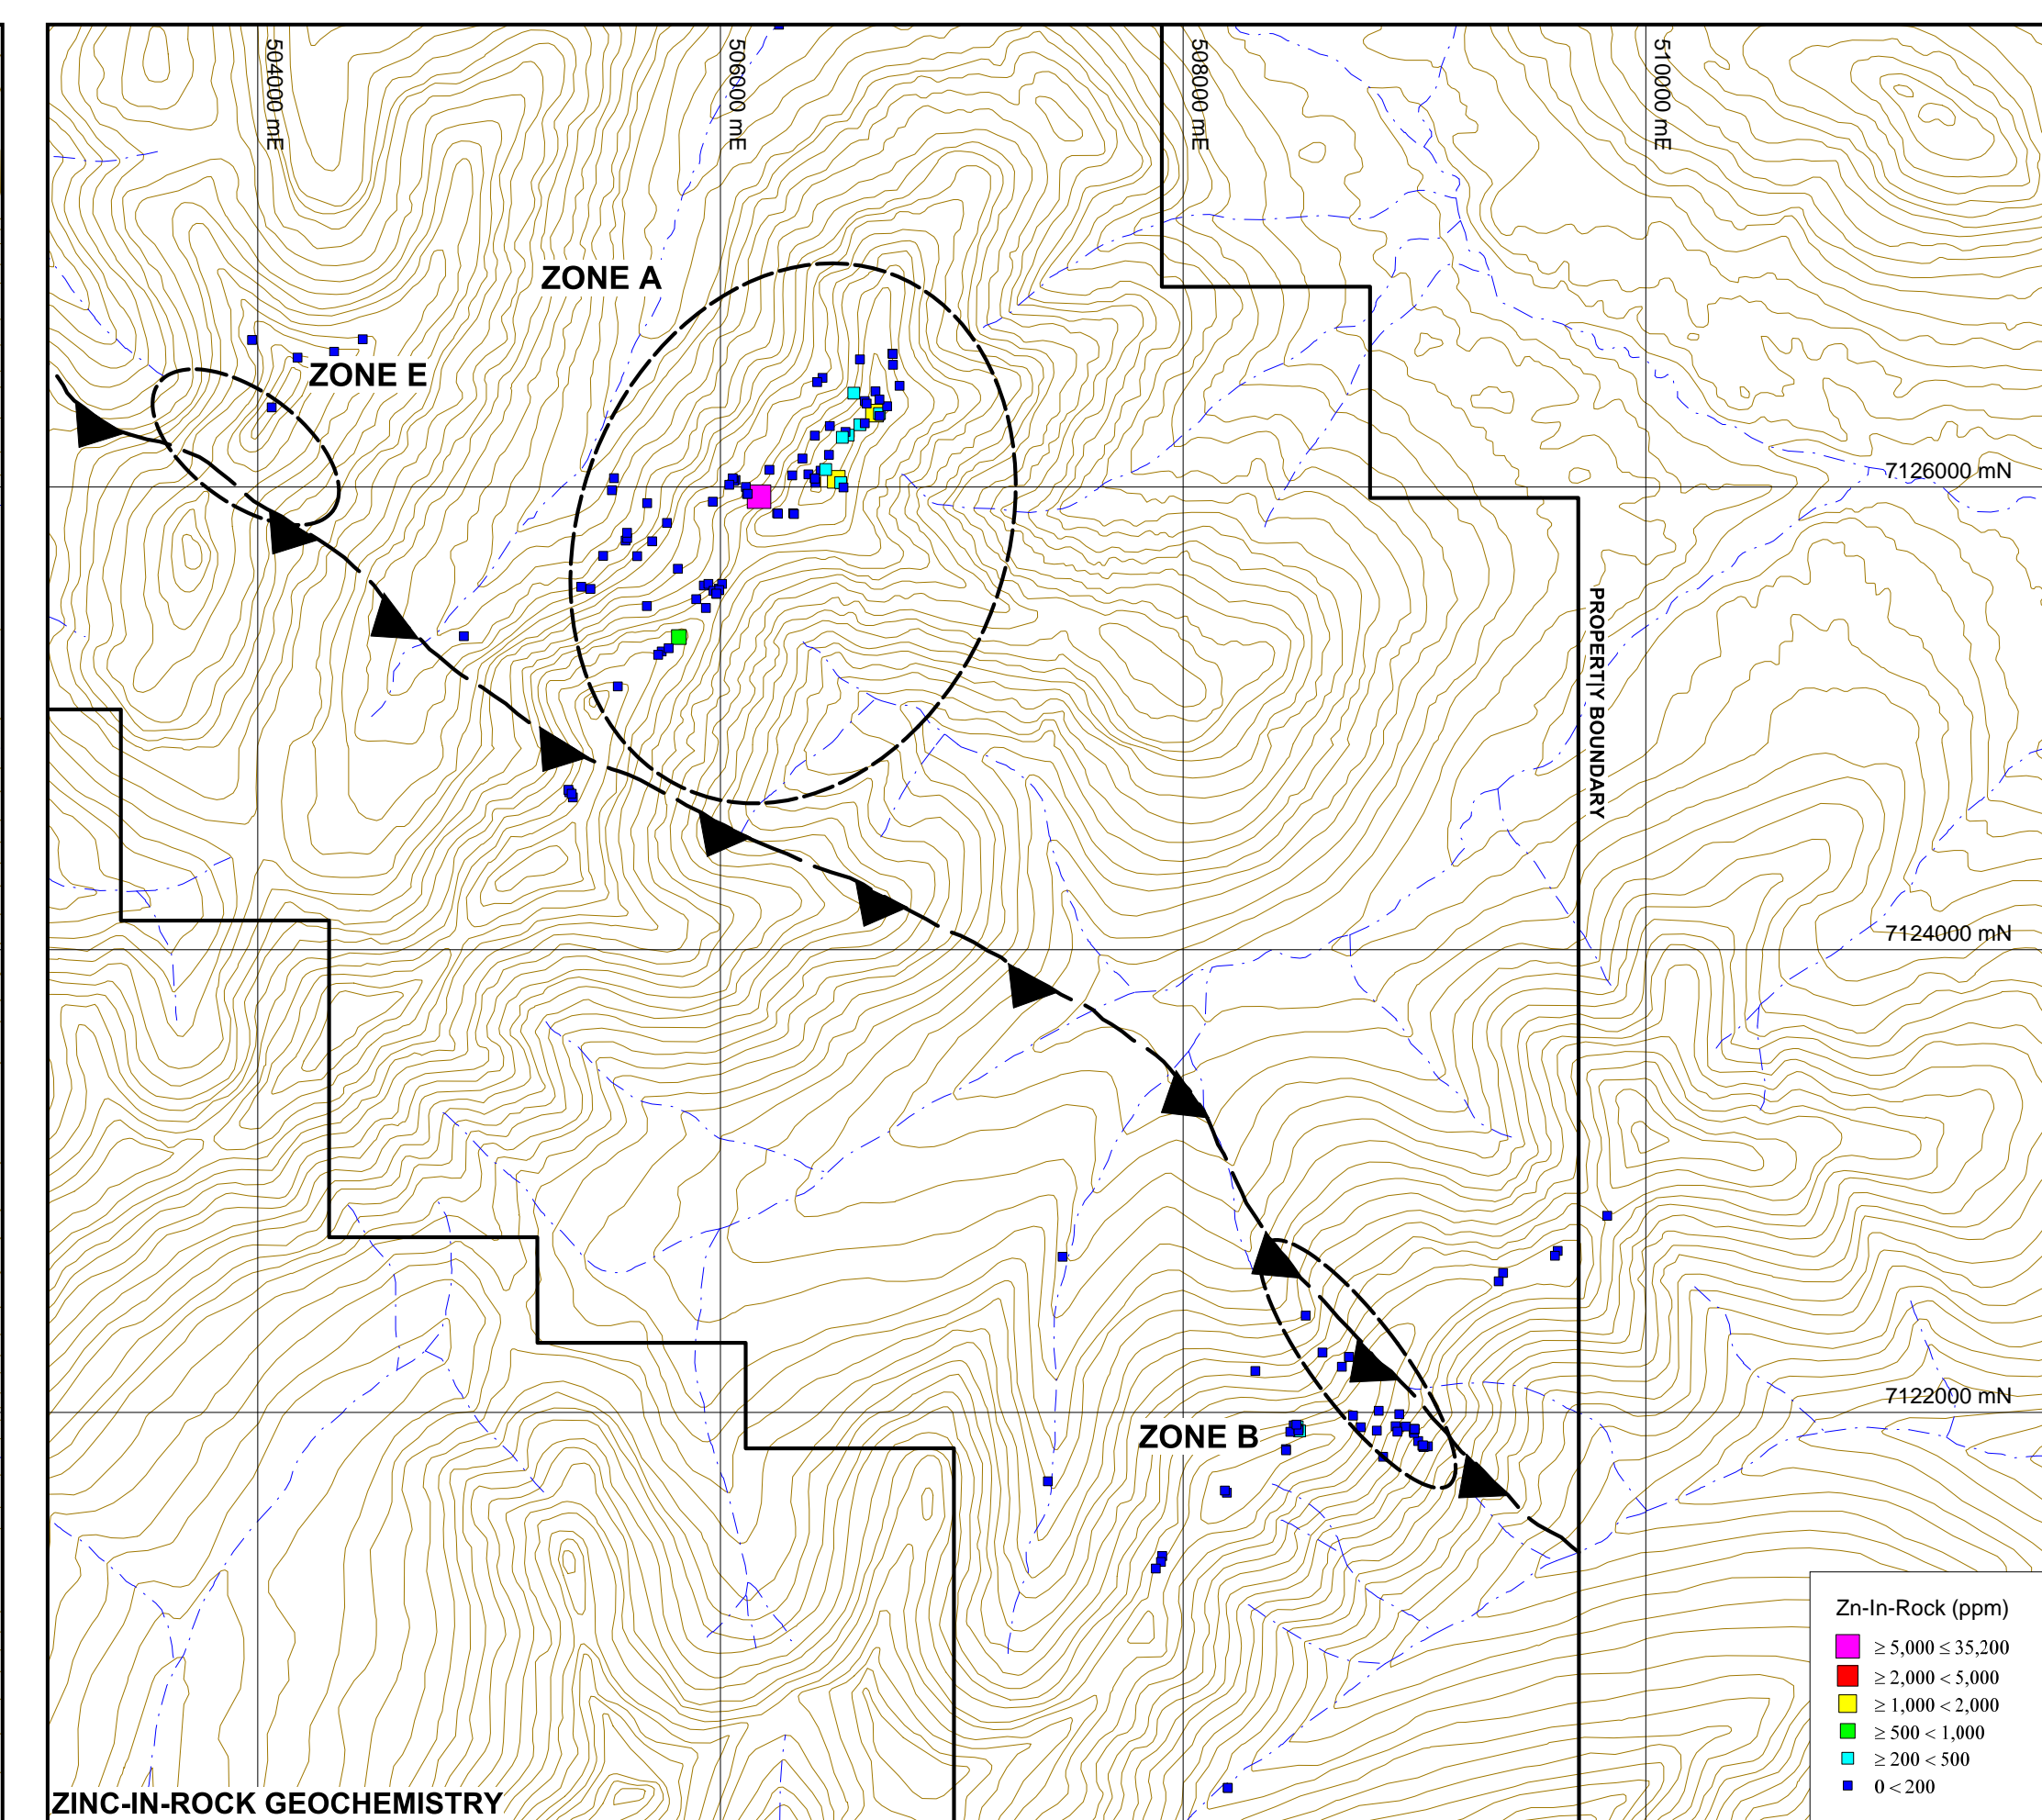 504000 mE
506000 mE
508000 mE
510000 mE
ZONE A
ZONE E
7126000 mN
PROPERT|Y BOUNDARY
7124000 mN
7122000 mN
ZONE B
Zn-In-Rock (ppm)
≥ 5,000 ≤ 35,200
≥ 2,000 < 5,000
≥ 1,000 < 2,000
≥ 500 < 1,000
≥ 200 < 500
0 < 200
ZINC-IN-ROCK GEOCHEMISTRY